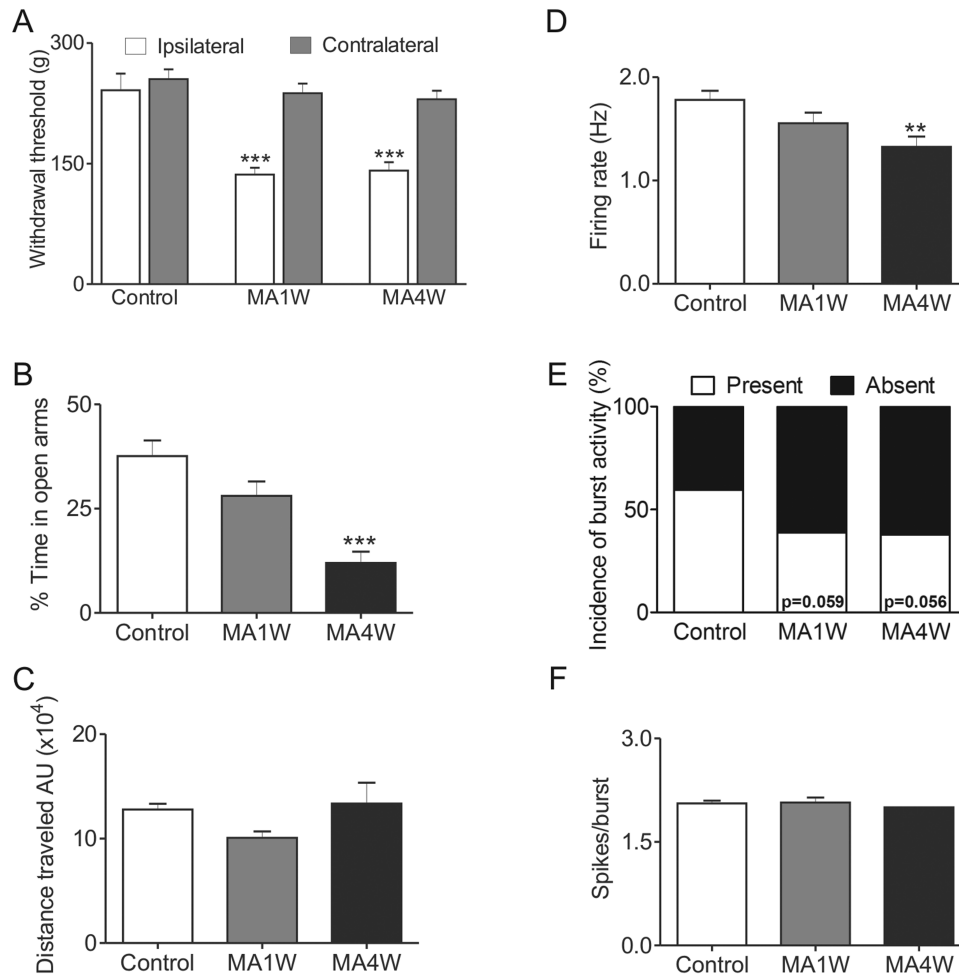 A
Withdrawal threshold (g)
300
150
0
Ipsilateral
Contralateral
***
***
Control
MA1W
MA4W
B
% Time in open arms
50
25
0
***
Control
MA1W
MA4W
C
Distance traveled AU (x10⁴)
20
10
0
Control
MA1W
MA4W
D
Firing rate (Hz)
2.0
1.0
0.0
**
Control
MA1W
MA4W
E
Incidence of burst activity (%)
100
50
0
Present
Absent
p=0.059
p=0.056
Control
MA1W
MA4W
F
Spikes/burst
3.0
1.5
0.0
Control
MA1W
MA4W